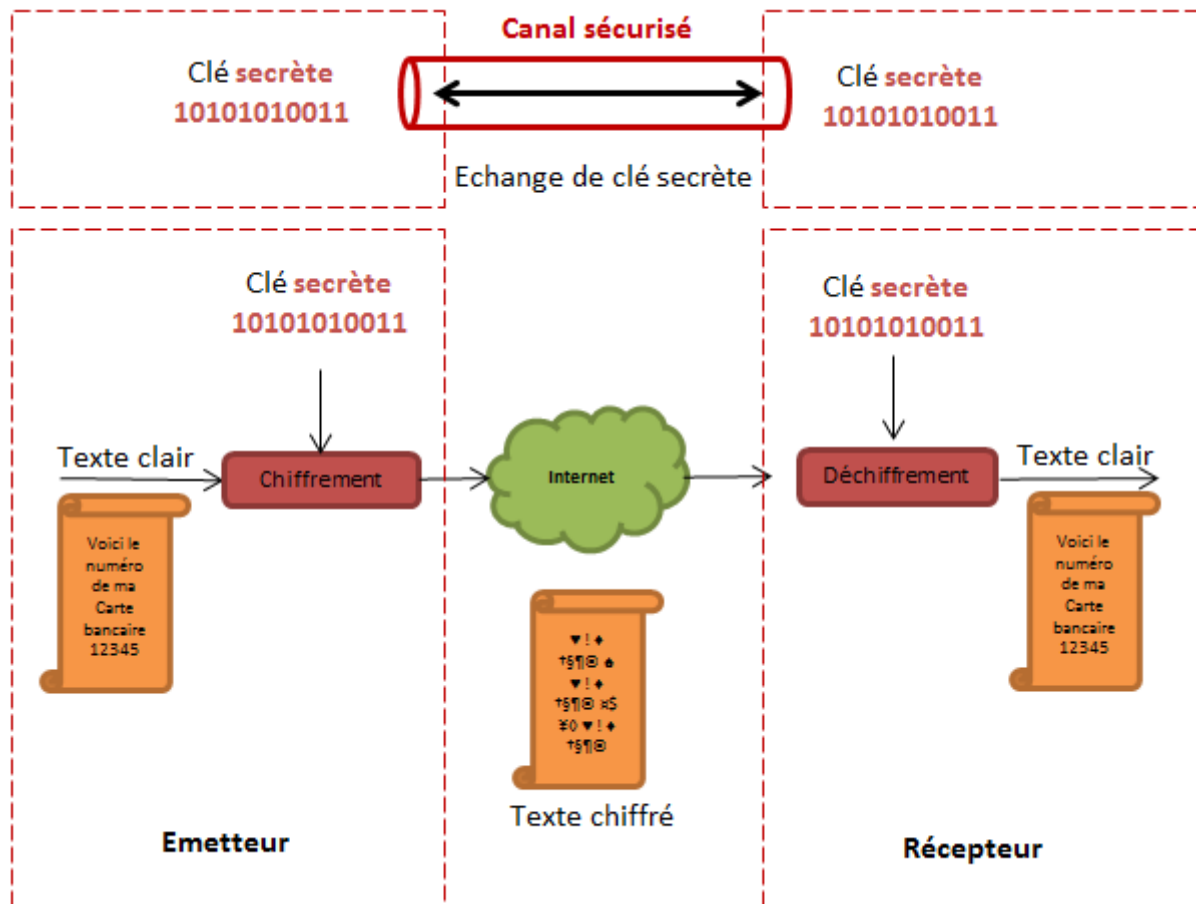 Canal sécurisé
Clé secrète
10101010011
Clé secrète
10101010011
Echange de clé secrète
Clé secrète
10101010011
Clé secrète
10101010011
Texte clair
Chiffrement
Internet
Déchiffrement
Texte clair
Voici le
numéro
de ma
Carte
bancaire
12345
♥ ! ♦
†§¶⊙ ♠
♥ ! ♦
†§¶⊙ ¤$
¥0 ♥ ! ♦
†§¶⊙
Voici le
numéro
de ma
Carte
bancaire
12345
Texte chiffré
Emetteur
Récepteur